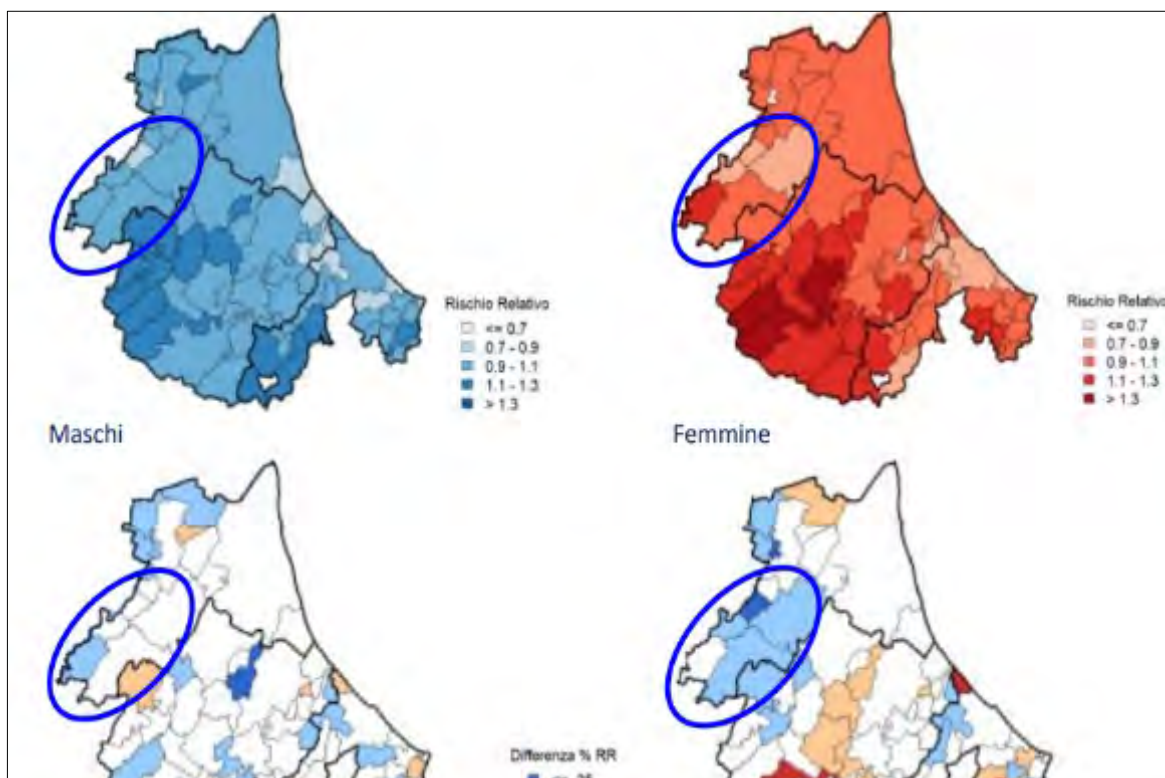 Rischio Relativo
<= 0.7
0.7 - 0.9
0.9 - 1.1
1.1 - 1.3
> 1.3
Maschi
Rischio Relativo
<= 0.7
0.7 - 0.9
0.9 - 1.1
1.1 - 1.3
> 1.3
Femmine
Differenza % RR